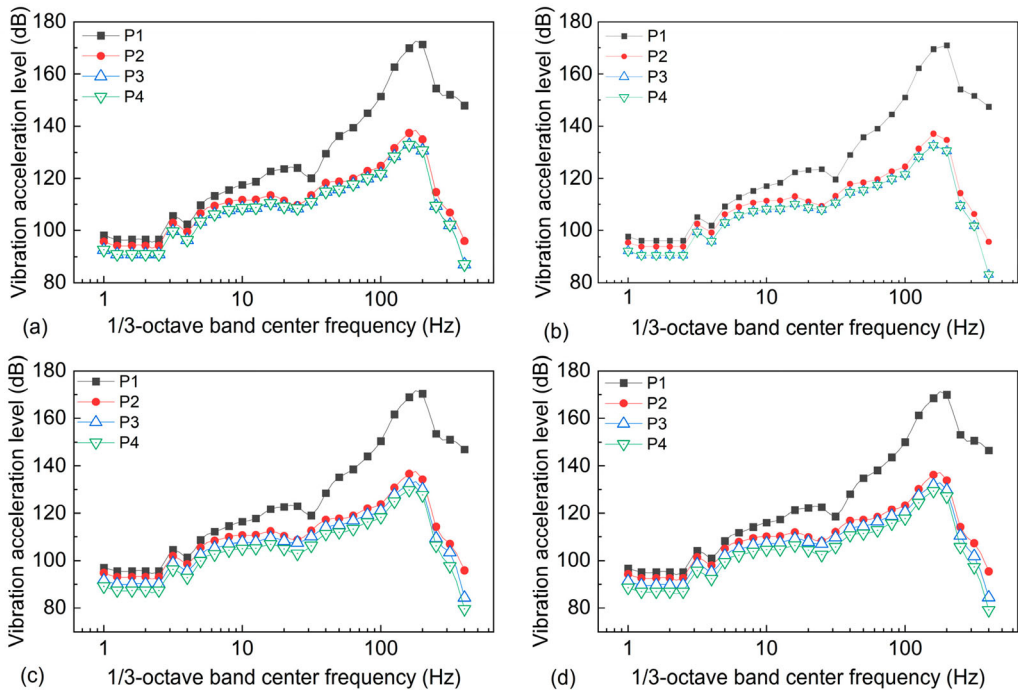 Vibration acceleration level (dB)
180
160
140
120
100
80
P1
P2
P3
P4
1
10
100
1/3-octave band center frequency (Hz)
(a)
Vibration acceleration level (dB)
180
160
140
120
100
80
P1
P2
P3
P4
1
10
100
1/3-octave band center frequency (Hz)
(b)
Vibration acceleration level (dB)
180
160
140
120
100
80
P1
P2
P3
P4
1
10
100
1/3-octave band center frequency (Hz)
(c)
Vibration acceleration level (dB)
180
160
140
120
100
80
P1
P2
P3
P4
1
10
100
1/3-octave band center frequency (Hz)
(d)